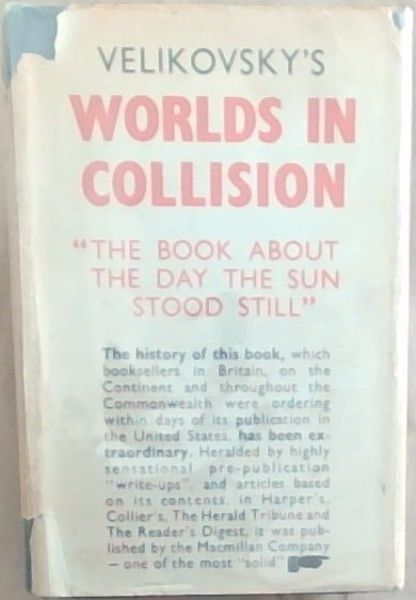 VELIKOVSKY'S
WORLDS IN
COLLISION
"THE BOOK ABOUT
THE DAY THE SUN
STOOD STILL"
The history of this book, which
booksellers in Britain, on the
Continent and throughout the
Commonwealth were ordering
within days of its publication in
the United States, has been ex-
traordinary. Heralded by highly
sensational pre-publication
"write-ups", and articles based
on its contents, in Harper's,
Collier's, The Herald Tribune and
The Reader's Digest, it was pub-
lished by the Macmillan Company
– one of the most "solid"